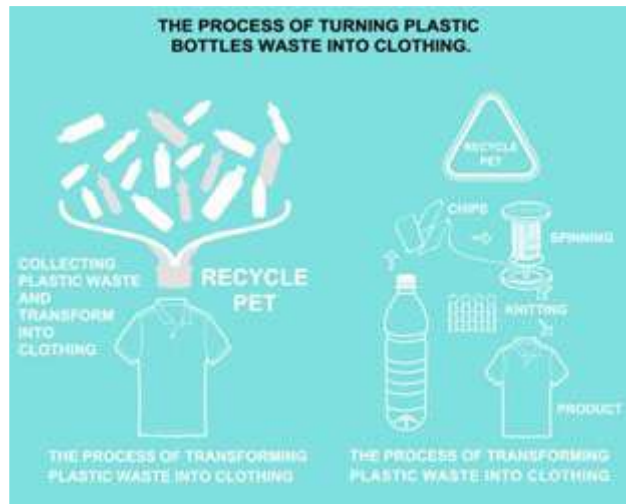 THE PROCESS OF TURNING PLASTIC
BOTTLES WASTE INTO CLOTHING.
COLLECTING
PLASTIC WASTE
AND
TRANSFORM
INTO
CLOTHING
RECYCLE
PET
THE PROCESS OF TRANSFORMING
PLASTIC WASTE INTO CLOTHING
RECYCLE
PET
CHIPS
SPINNING
KNITTING
PRODUCT
THE PROCESS OF TRANSFORMING
PLASTIC WASTE INTO CLOTHING